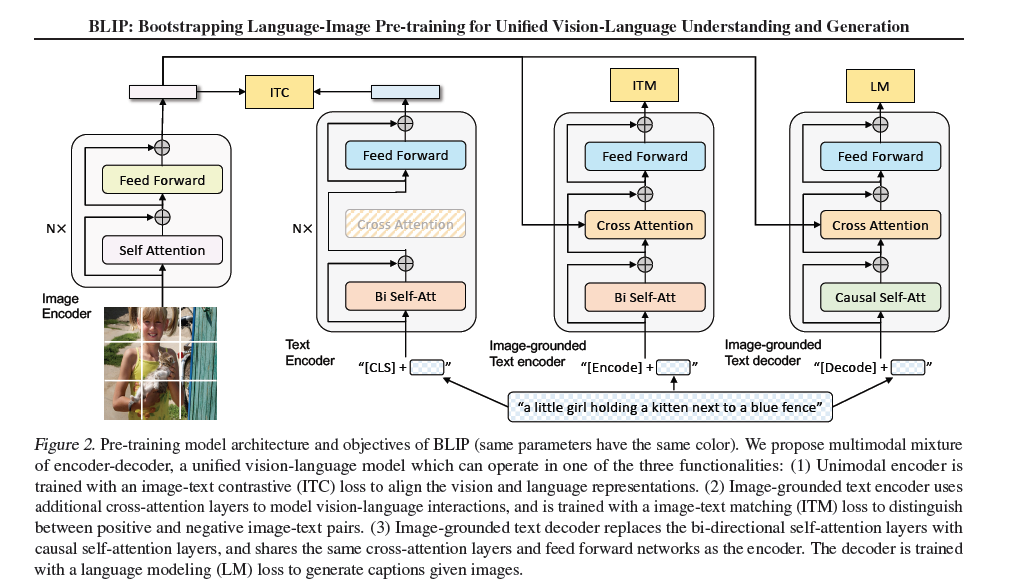 BLIP: Bootstrapping Language-Image Pre-training for Unified Vision-Language Understanding and Generation
ITC
ITM
LM
Feed Forward
Feed Forward
Feed Forward
Feed Forward
N×
Self Attention
N×
Cross Attention
Cross Attention
Cross Attention
Bi Self-Att
Bi Self-Att
Causal Self-Att
Image
Encoder
Text
Encoder
“[CLS] + ”
Image-grounded
Text encoder
“[Encode] + ”
Image-grounded
Text decoder
“[Decode] + ”
“a little girl holding a kitten next to a blue fence”
Figure 2. Pre-training model architecture and objectives of BLIP (same parameters have the same color). We propose multimodal mixture
of encoder-decoder, a unified vision-language model which can operate in one of the three functionalities: (1) Unimodal encoder is
trained with an image-text contrastive (ITC) loss to align the vision and language representations. (2) Image-grounded text encoder uses
additional cross-attention layers to model vision-language interactions, and is trained with a image-text matching (ITM) loss to distinguish
between positive and negative image-text pairs. (3) Image-grounded text decoder replaces the bi-directional self-attention layers with
causal self-attention layers, and shares the same cross-attention layers and feed forward networks as the encoder. The decoder is trained
with a language modeling (LM) loss to generate captions given images.